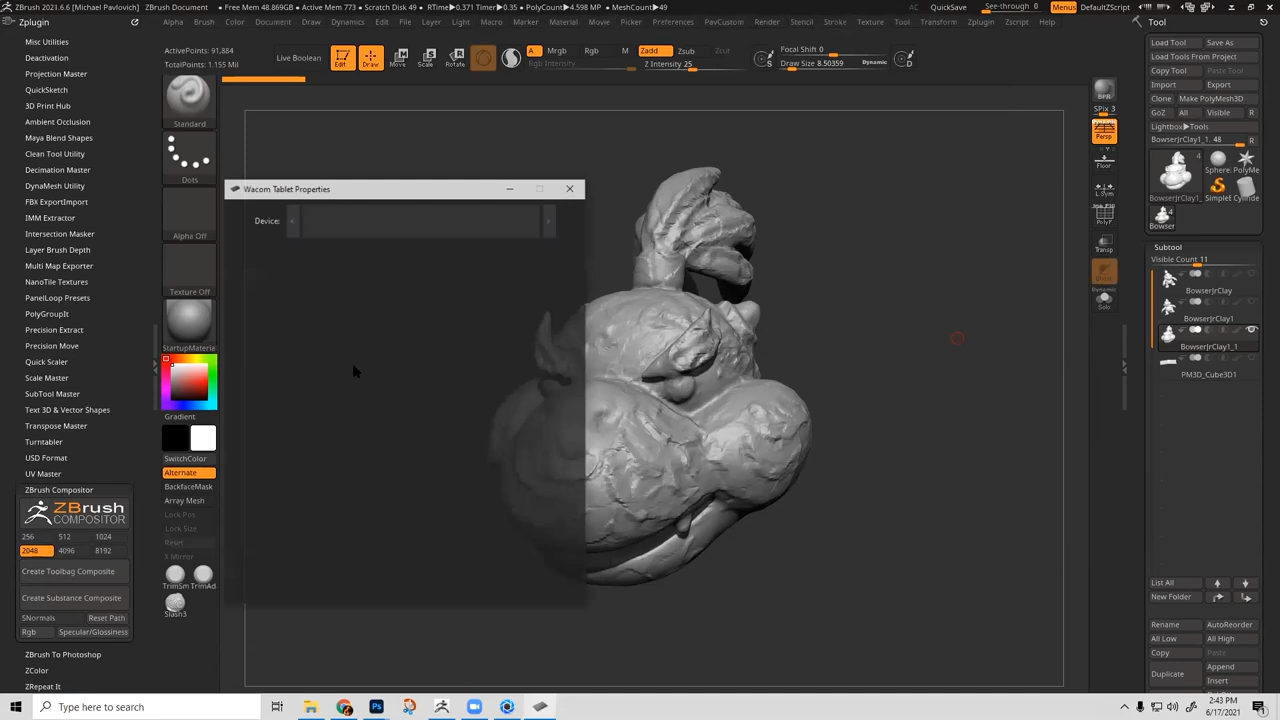 ZBrush 2021.6.6 [Michael Pavlovich] BowserJrDocument • Free Mem 48.869GB • Active Mem 773 • Scratch Disk 49 • RTime▶0.371 Timer▶0.35 • PolyCount▶4.598 MP • MeshCount▶49
AC QuickSave See-through 0 Menus DefaultZScript
Zplugin
Alpha Brush Color Document Draw Dynamics Edit File Layer Light Macro Marker Material Movie Picker Preferences PavCustom Render Stencil Stroke Texture Tool Transform Zplugin Zscript Help
Misc Utilities
Deactivation
Projection Master
QuickSketch
3D Print Hub
Ambient Occlusion
Maya Blend Shapes
Clean Tool Utility
Decimation Master
DynaMesh Utility
FBX ExportImport
IMM Extractor
Intersection Masker
Layer Brush Depth
Multi Map Exporter
NanoTile Textures
PanelLoop Presets
PolyGroupIt
Precision Extract
Precision Move
Quick Scaler
Scale Master
SubTool Master
Text 3D & Vector Shapes
Transpose Master
Turntabler
USD Format
UV Master
ZBrush Compositor
ZBRUSH
COMPOSITOR
256 512 1024
2048 4096 8192
Create Toolbag Composite
Create Substance Composite
SNormals Reset Path
Rgb Specular/Glossiness
ZBrush To Photoshop
ZColor
ZRepeat It
ActivePoints: 91,884
TotalPoints: 1.155 Mil
Live Boolean
Edit Draw Move Scale Rotate
A Mrgb Rgb M Zadd Zsub Zcut
Rgb Intensity Z Intensity 25
S Focal Shift 0
Draw Size 8.50359 Dynamic D
Standard
Dots
Alpha Off
Texture Off
StartupMateria
Gradient
SwitchColor
Alternate
BackfaceMask
Array Mesh
Lock Pos
Lock Size
Reset
X Mirror
TrimSm TrimAd
Slash3
Wacom Tablet Properties
Device:
BPR
SPix 3
Dynamic
Persp
Floor
L.Sym
Line Fill
PolyF
Transp
Ghost
Dynamic
Solo
Tool
Load Tool Save As
Load Tools From Project
Copy Tool Paste Tool
Import Export
Clone Make PolyMesh3D
GoZ All Visible R
Lightbox▶Tools
BowserJrClay1_1. 48 R
4
BowserJrClay1_ Sphere: PolyMe
SimpleE Cylinde
4
Bowser
Subtool
Visible Count 11
BowserJrClay
BowserJrClay1
BowserJrClay1_1
PM3D_Cube3D1
List All
New Folder
Rename AutoReorder
All Low All High
Copy Paste
Duplicate Append
Insert
Type here to search
2:43 PM
6/17/2021